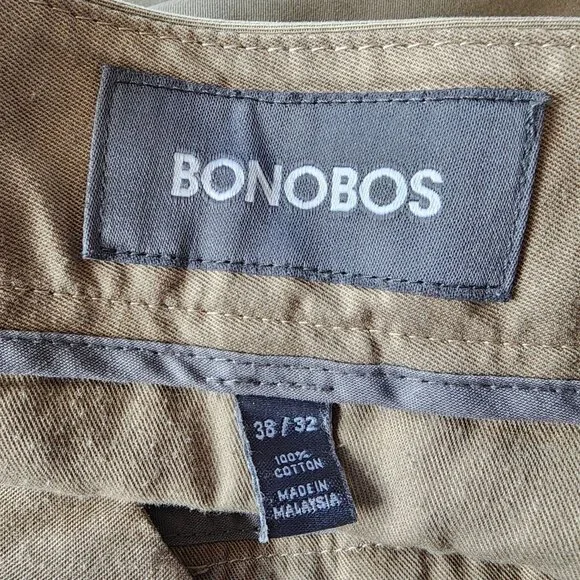 BONOBOS
38/32
100%
COTTON
MADE IN
MALAYSIA